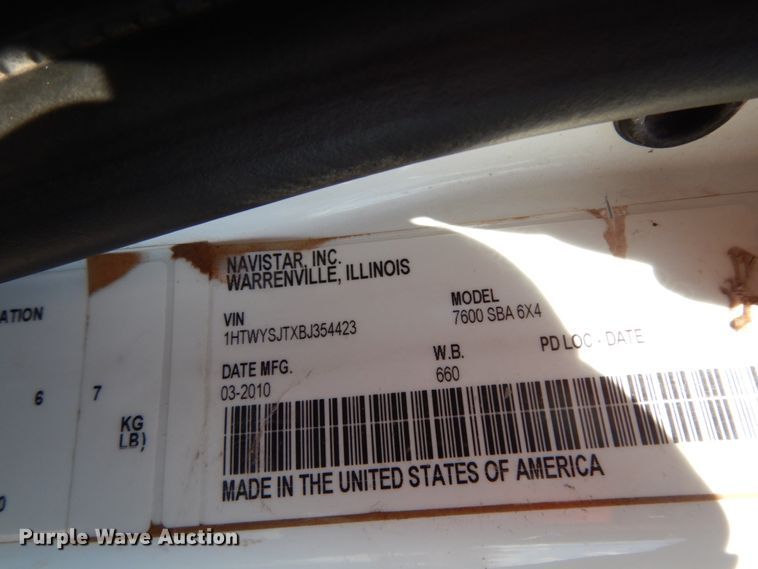 NAVISTAR, INC.
WARRENVILLE, ILLINOIS
ATION
VIN
MODEL
1HTWYSJTXBJ354423
7600 SBA 6X4
DATE MFG.
W.B.
PD LOC - DATE
03-2010
660
6
7
KG
LB)
0
MADE IN THE UNITED STATES OF AMERICA
Purple Wave Auction